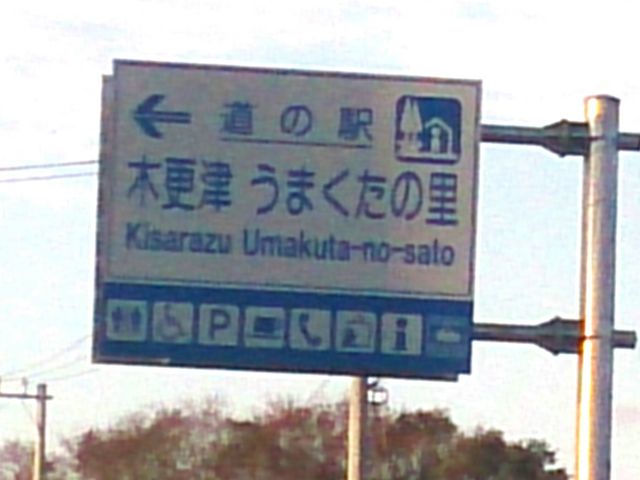 ← 道の駅
木更津 うまくたの里
Kisarazu Umakuta-no-sato
P i